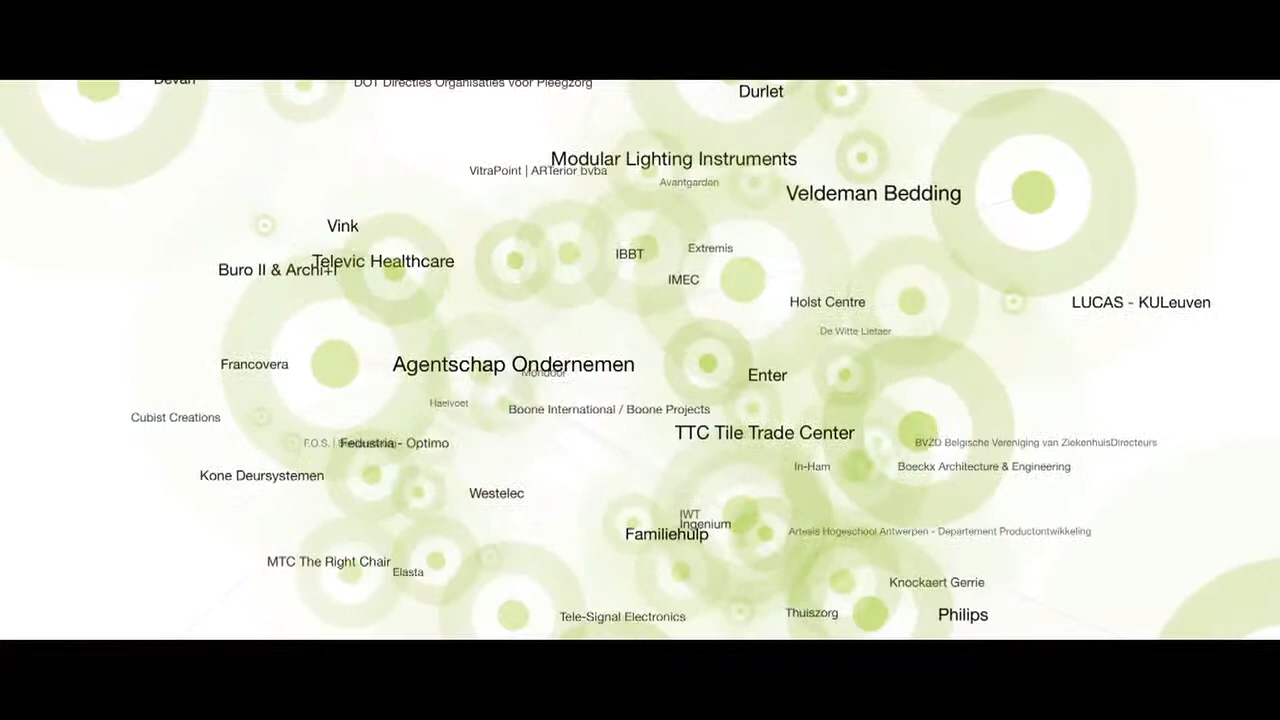 Devan
DOT Directies Organisaties voor Pleegzorg
Durlet
Modular Lighting Instruments
VitraPoint | ARTerior bvba
Avantgarden
Veldeman Bedding
Vink
IBBT
Extremis
Televic Healthcare
Buro II & Archi+I
IMEC
Holst Centre
LUCAS - KULeuven
De Witte Lietaer
Francovera
Agentschap Ondernemen
Mondoor
Enter
Haelvoet
Boone International / Boone Projects
Cubist Creations
TTC Tile Trade Center
F.O.S. |
Fedustria - Optimo
BVZD Belgische Vereniging van ZiekenhuisDirecteurs
In-Ham
Boeckx Architecture & Engineering
Kone Deursystemen
Westelec
IWT
Ingenium
Familiehulp
Artesis Hogeschool Antwerpen - Departement Productontwikkeling
MTC The Right Chair
Elasta
Knockaert Gerrie
Thuiszorg
Philips
Tele-Signal Electronics